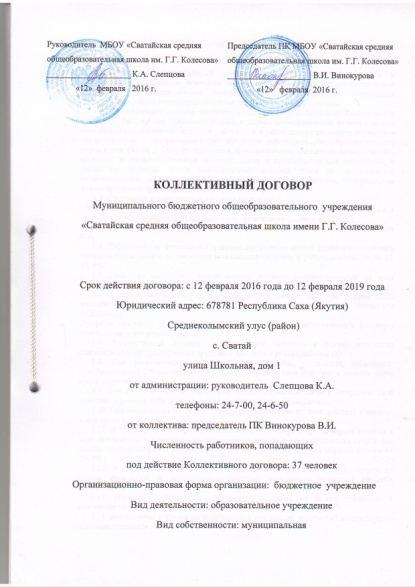 Руководитель МБОУ «Сватайская средняя
общеобразовательная школа им. Г.Г. Колесова»
К.А. Слепцова
«12» февраля 2016 г.
Председатель ПК МБОУ «Сватайская средняя
общеобразовательная школа им. Г.Г. Колесова»
В.И. Винокурова
«12» февраля 2016 г.
КОЛЛЕКТИВНЫЙ ДОГОВОР
Муниципального бюджетного общеобразовательного учреждения
«Сватайская средняя общеобразовательная школа имени Г.Г. Колесова»
Срок действия договора: с 12 февраля 2016 года до 12 февраля 2019 года
Юридический адрес: 678781 Республика Саха (Якутия)
Среднеколымский улус (район)
с. Сватай
улица Школьная, дом 1
от администрации: руководитель Слепцова К.А.
телефоны: 24-7-00, 24-6-50
от коллектива: председатель ПК Винокурова В.И.
Численность работников, попадающих
под действие Коллективного договора: 37 человек
Организационно-правовая форма организации: бюджетное учреждение
Вид деятельности: образовательное учреждение
Вид собственности: муниципальная